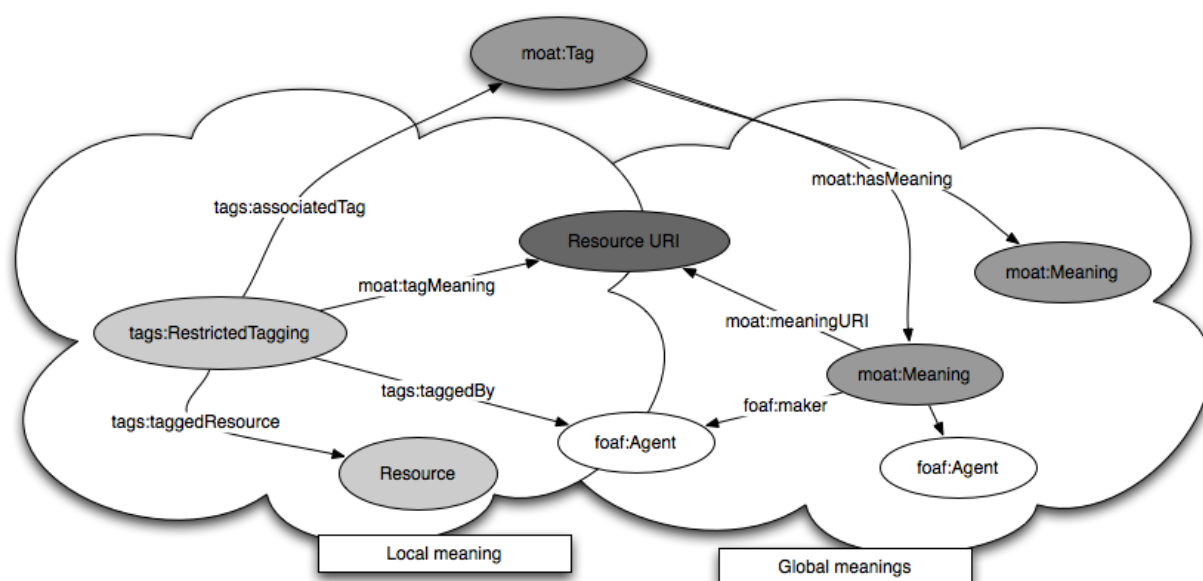 moat:Tag
moat:hasMeaning
tags:associatedTag
Resource URI
moat:Meaning
moat:tagMeaning
moat:meaningURI
tags:RestrictedTagging
moat:Meaning
tags:taggedBy
foaf:maker
tags:taggedResource
foaf:Agent
foaf:Agent
Resource
Local meaning
Global meanings